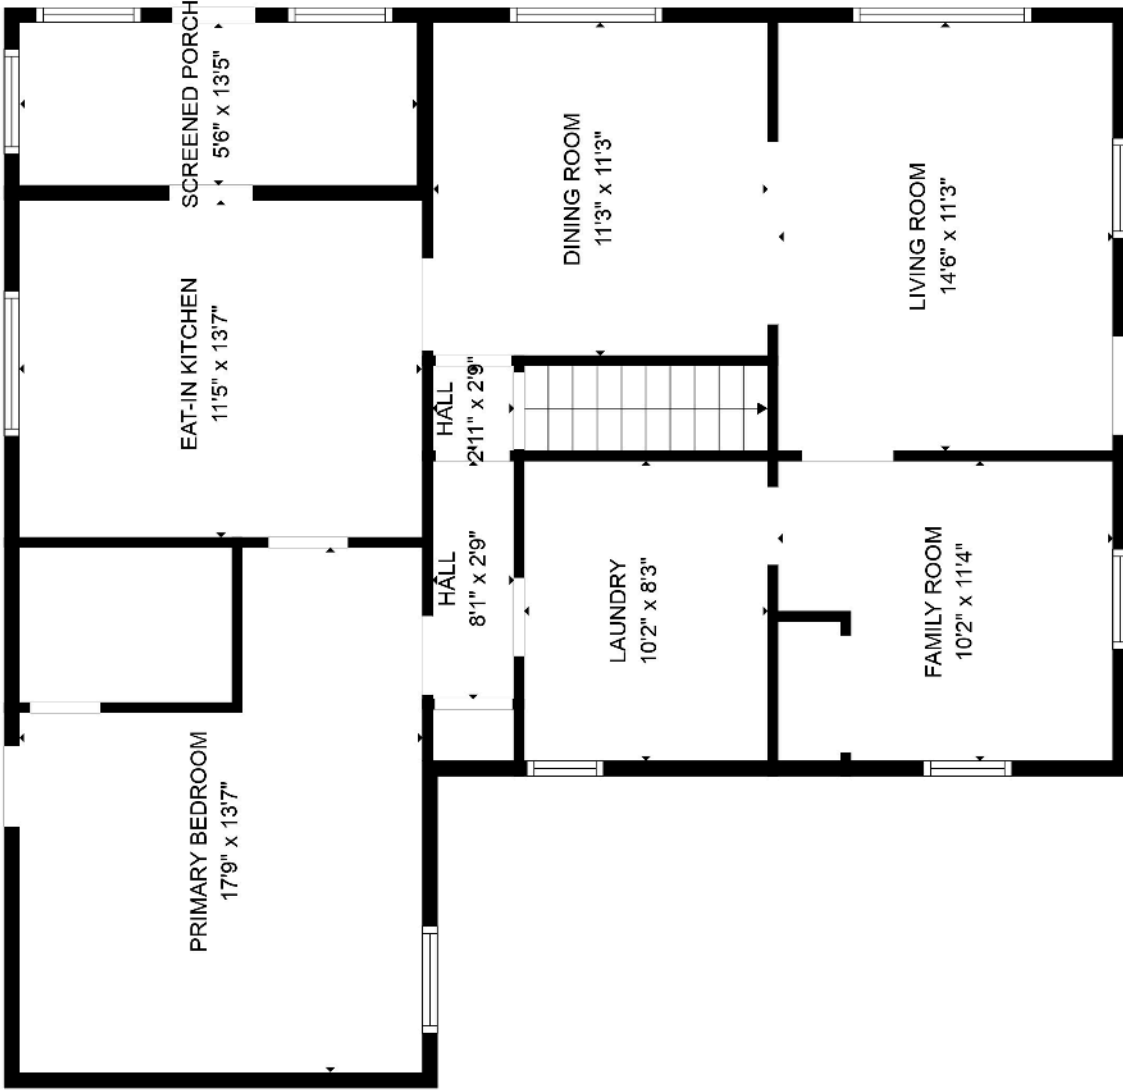 SCREENED PORCH
5'6" x 13'5"
DINING ROOM
11'3" x 11'3"
LIVING ROOM
14'6" x 11'3"
EAT-IN KITCHEN
11'5" x 13'7"
HALL
2'11" x 2'9"
HALL
8'1" x 2'9"
LAUNDRY
10'2" x 8'3"
FAMILY ROOM
10'2" x 11'4"
PRIMARY BEDROOM
17'9" x 13'7"